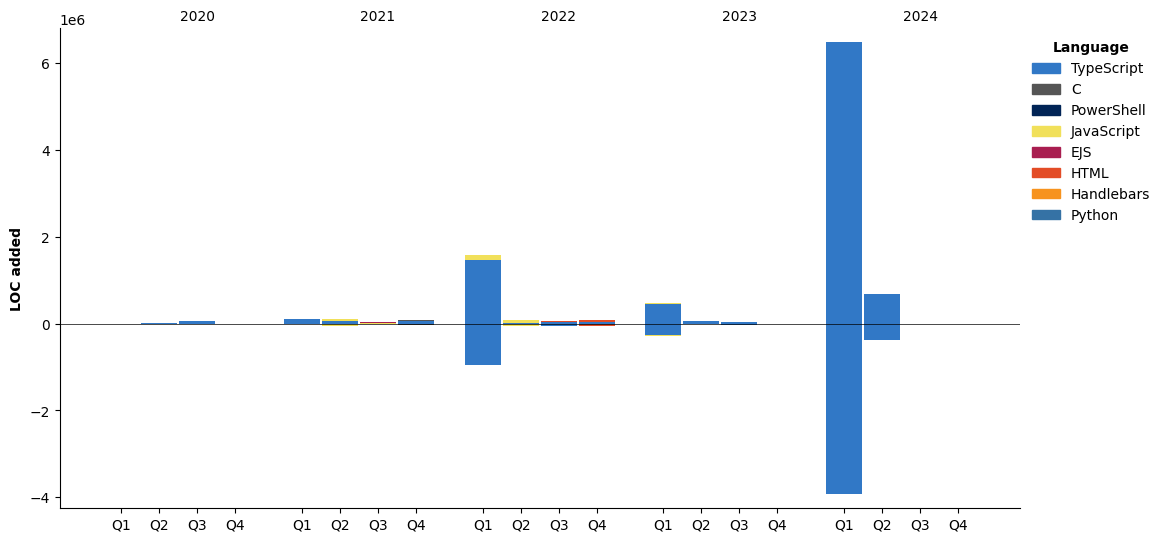 1e6
2020 2021 2022 2023 2024
Language
TypeScript
C
PowerShell
JavaScript
EJS
HTML
Handlebars
Python
LOC added
6
4
2
0
−2
−4
Q1 Q2 Q3 Q4 Q1 Q2 Q3 Q4 Q1 Q2 Q3 Q4 Q1 Q2 Q3 Q4 Q1 Q2 Q3 Q4